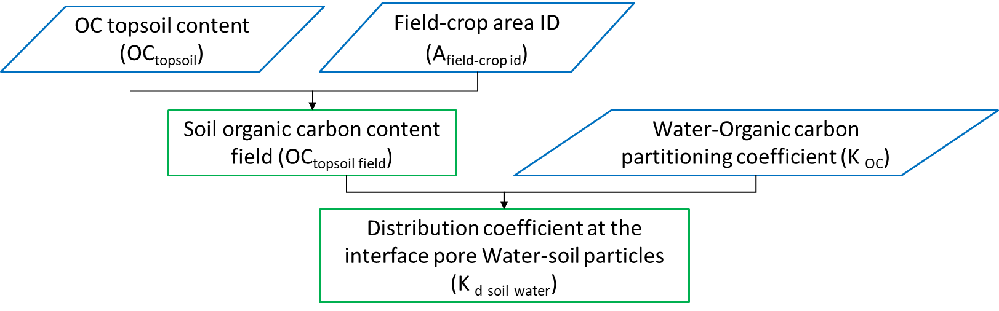 OC topsoil content
(OCtopsoil)
Field-crop area ID
(Afield-crop id)
Soil organic carbon content
field (OCtopsoil field)
Water-Organic carbon
partitioning coefficient (K OC)
Distribution coefficient at the
interface pore Water-soil particles
(K d soil water)